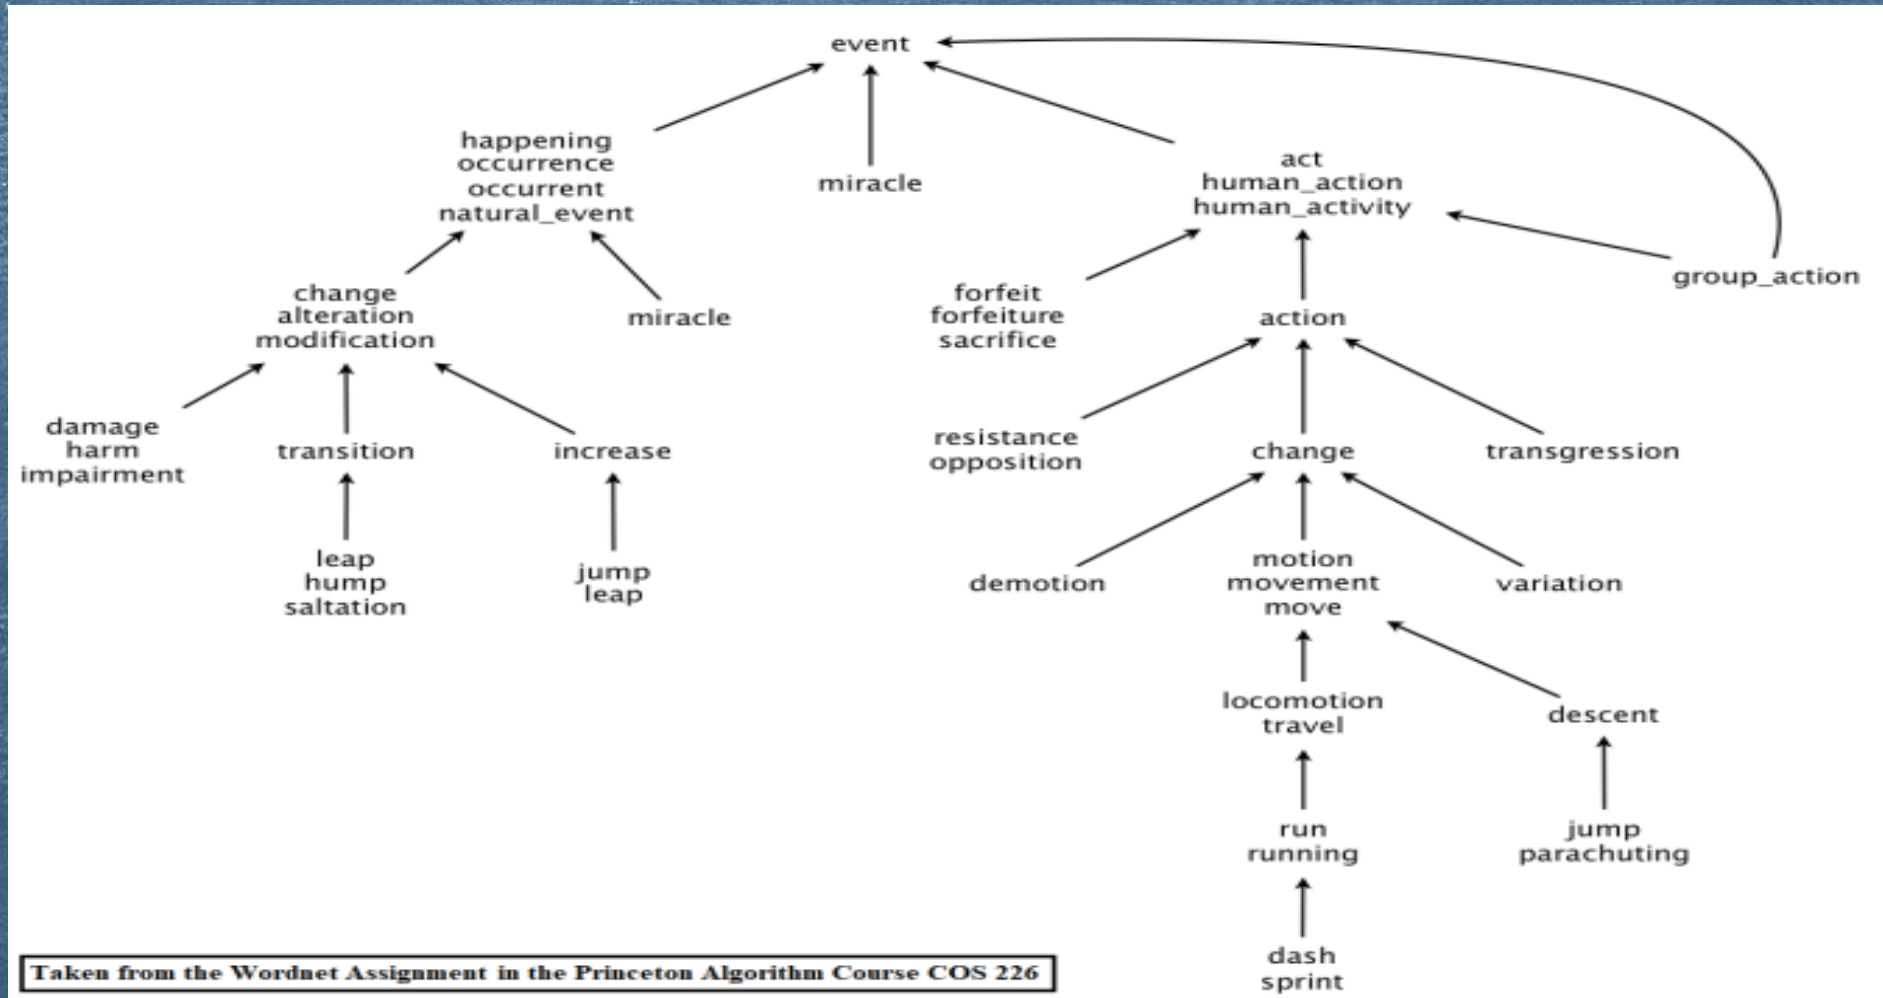 event
happening
occurrence
occurrent
natural_event
miracle
act
human_action
human_activity
group_action
change
alteration
modification
miracle
forfeit
forfeiture
sacrifice
action
damage
harm
impairment
transition
increase
resistance
opposition
change
transgression
leap
hump
saltation
jump
leap
demotion
motion
movement
move
variation
locomotion
travel
descent
run
running
jump
parachuting
dash
sprint
Taken from the Wordnet Assignment in the Princeton Algorithm Course COS 226